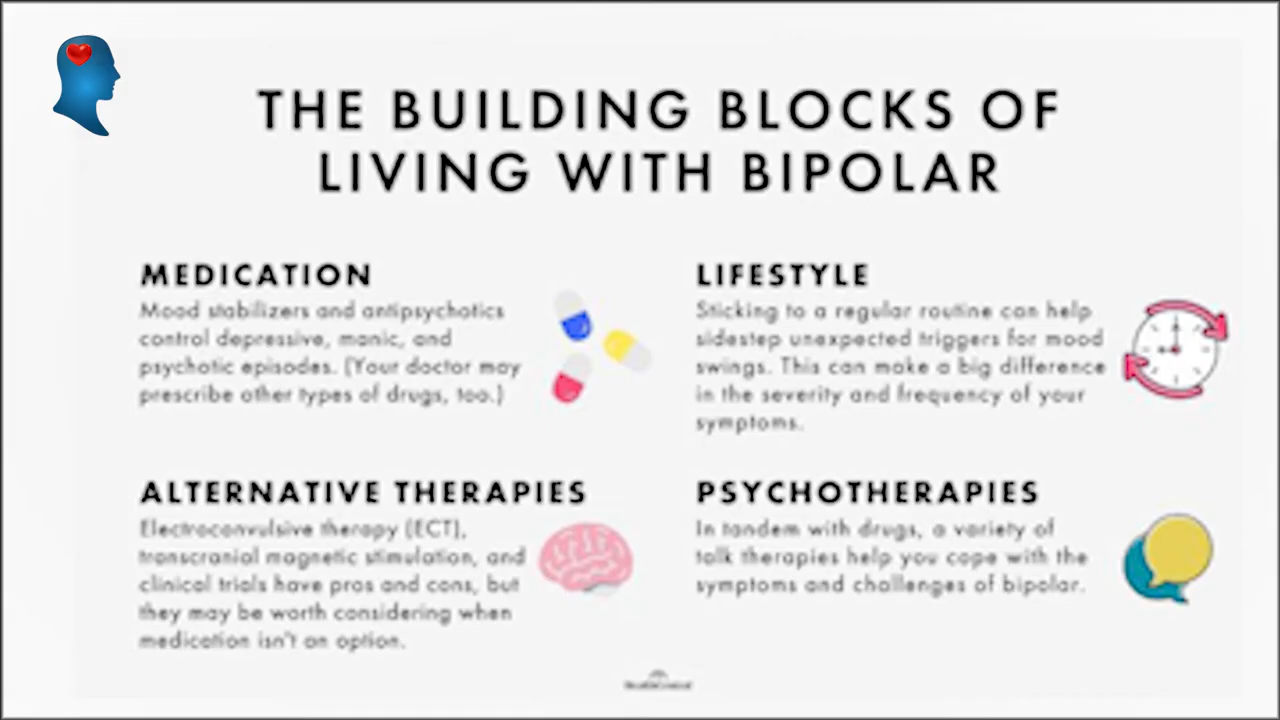 THE BUILDING BLOCKS OF
LIVING WITH BIPOLAR
MEDICATION
Mood stabilizers and antipsychotics
control depressive, manic, and
psychotic episodes. (Your doctor may
prescribe other types of drugs, too.)
LIFESTYLE
Sticking to a regular routine can help
sidestep unexpected triggers for mood
swings. This can make a big difference
in the severity and frequency of your
symptoms.
ALTERNATIVE THERAPIES
Electroconvulsive therapy (ECT),
transcranial magnetic stimulation, and
clinical trials have pros and cons, but
they may be worth considering when
medication isn't an option.
PSYCHOTHERAPIES
In tandem with drugs, a variety of
talk therapies help you cope with the
symptoms and challenges of bipolar.